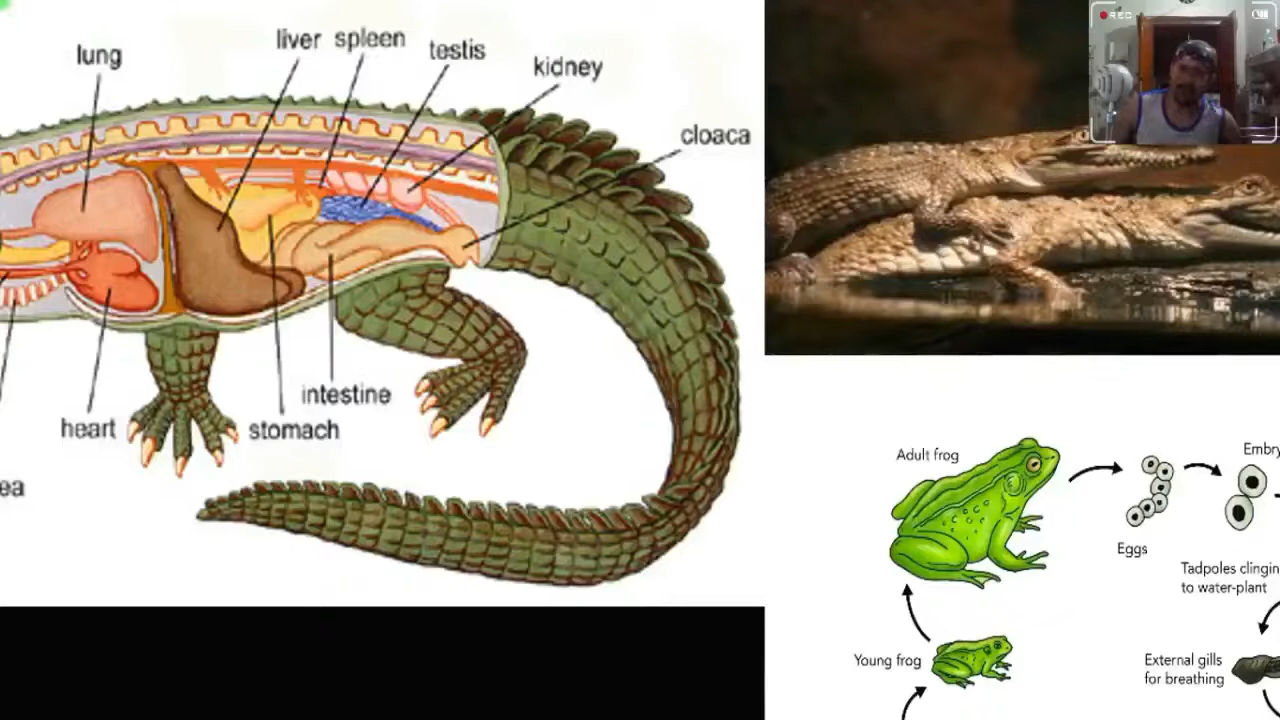 lung
liver
spleen
testis
kidney
cloaca
heart
stomach
intestine
ea
REC
Adult frog
Eggs
Embry
Tadpoles clingin
to water-plant
External gills
for breathing
Young frog